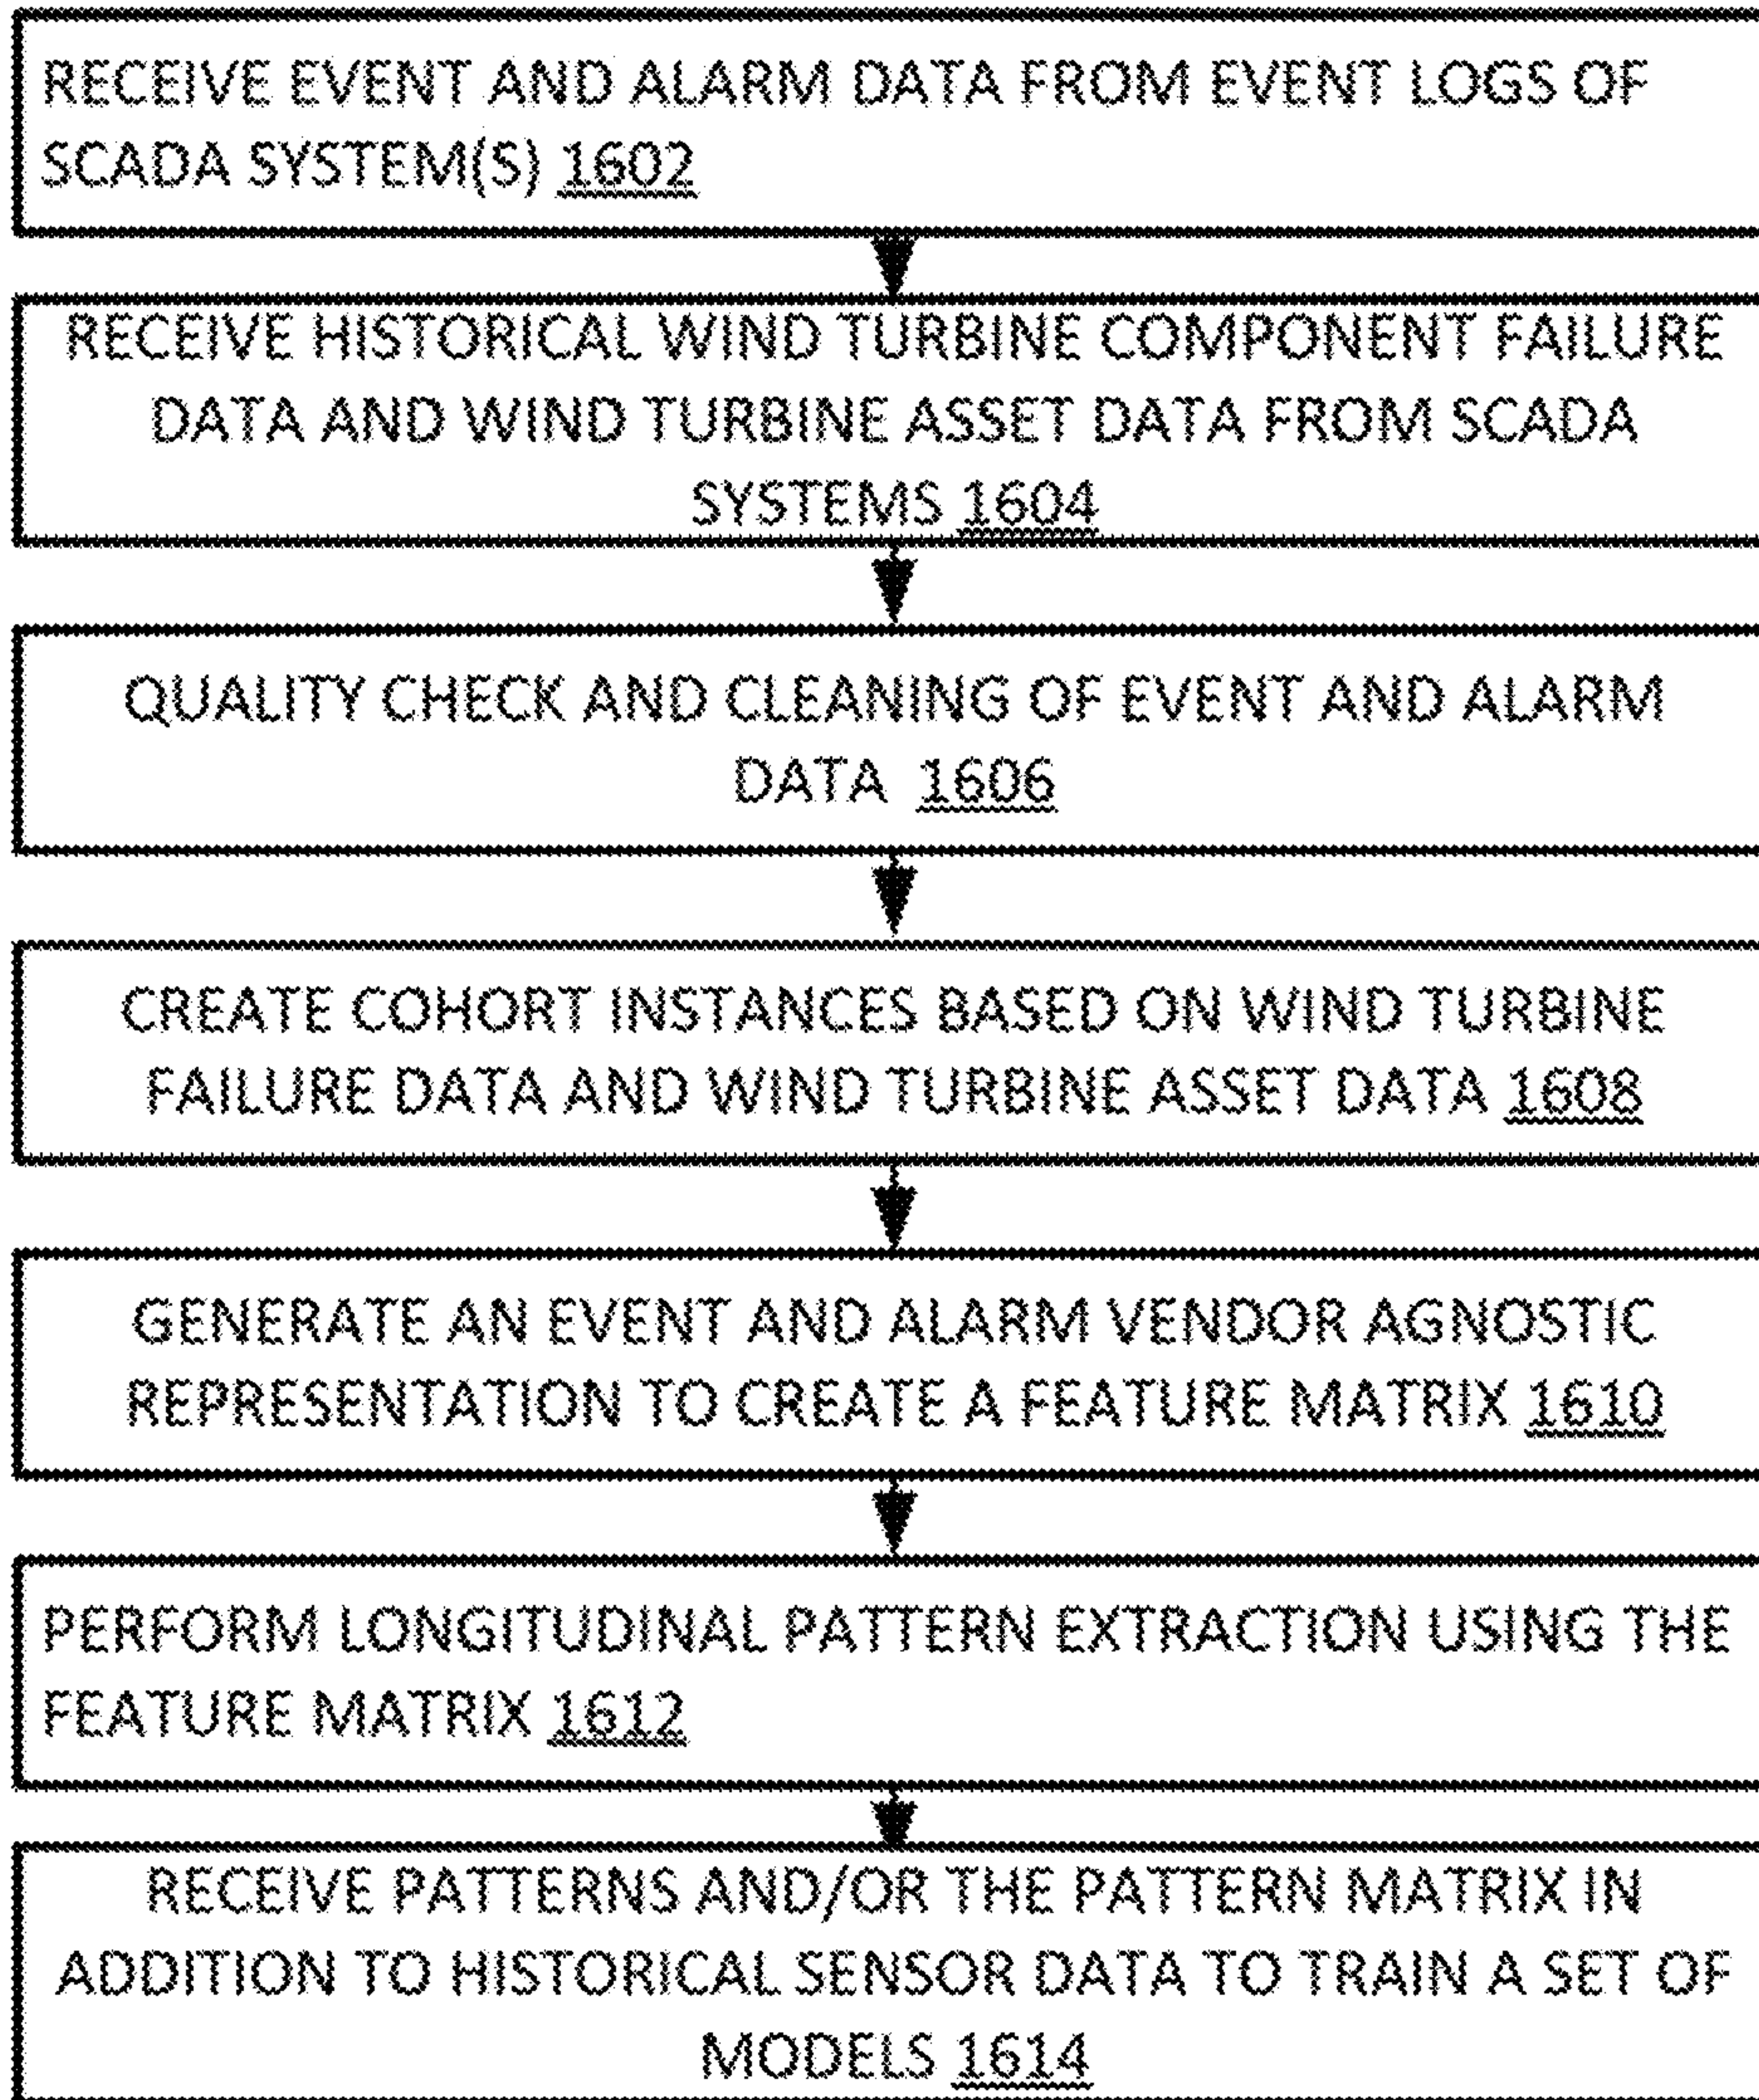 RECEIVE EVENT AND ALARM DATA FROM EVENT LOGS OF
SCADA SYSTEM(S) 1602
RECEIVE HISTORICAL WIND TURBINE COMPONENT FAILURE
DATA AND WIND TURBINE ASSET DATA FROM SCADA
SYSTEMS 1604
QUALITY CHECK AND CLEANING OF EVENT AND ALARM
DATA 1606
CREATE COHORT INSTANCES BASED ON WIND TURBINE
FAILURE DATA AND WIND TURBINE ASSET DATA 1608
GENERATE AN EVENT AND ALARM VENDOR AGNOSTIC
REPRESENTATION TO CREATE A FEATURE MATRIX 1610
PERFORM LONGITUDINAL PATTERN EXTRACTION USING THE
FEATURE MATRIX 1612
RECEIVE PATTERNS AND/OR THE PATTERN MATRIX IN
ADDITION TO HISTORICAL SENSOR DATA TO TRAIN A SET OF
MODELS 1614